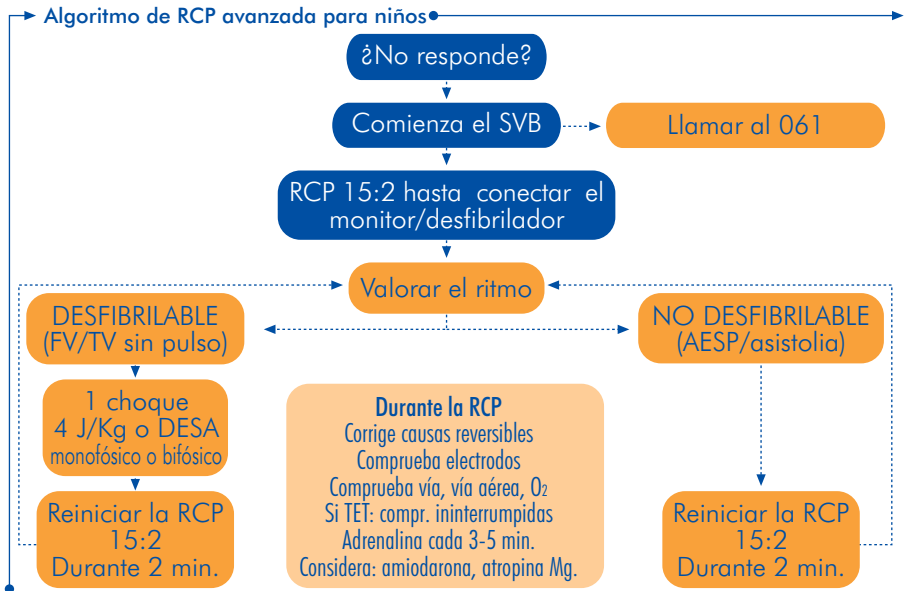 Algoritmo de RCP avanzada para niños
¿No responde?
Comienza el SVB
Llamar al 061
RCP 15:2 hasta conectar el
monitor/desfibrilador
Valorar el ritmo
DESFIBRILABLE
(FV/TV sin pulso)
NO DESFIBRILABLE
(AESP/asistolia)
1 choque
4 J/Kg o DESA
monofósico o bifósico
Durante la RCP
Corrige causas reversibles
Comprueba electrodos
Comprueba vía, vía aérea, O2
Si TET: compr. ininterrumpidas
Adrenalina cada 3-5 min.
Considera: amiodarona, atropina Mg.
Reiniciar la RCP
15:2
Durante 2 min.
Reiniciar la RCP
15:2
Durante 2 min.